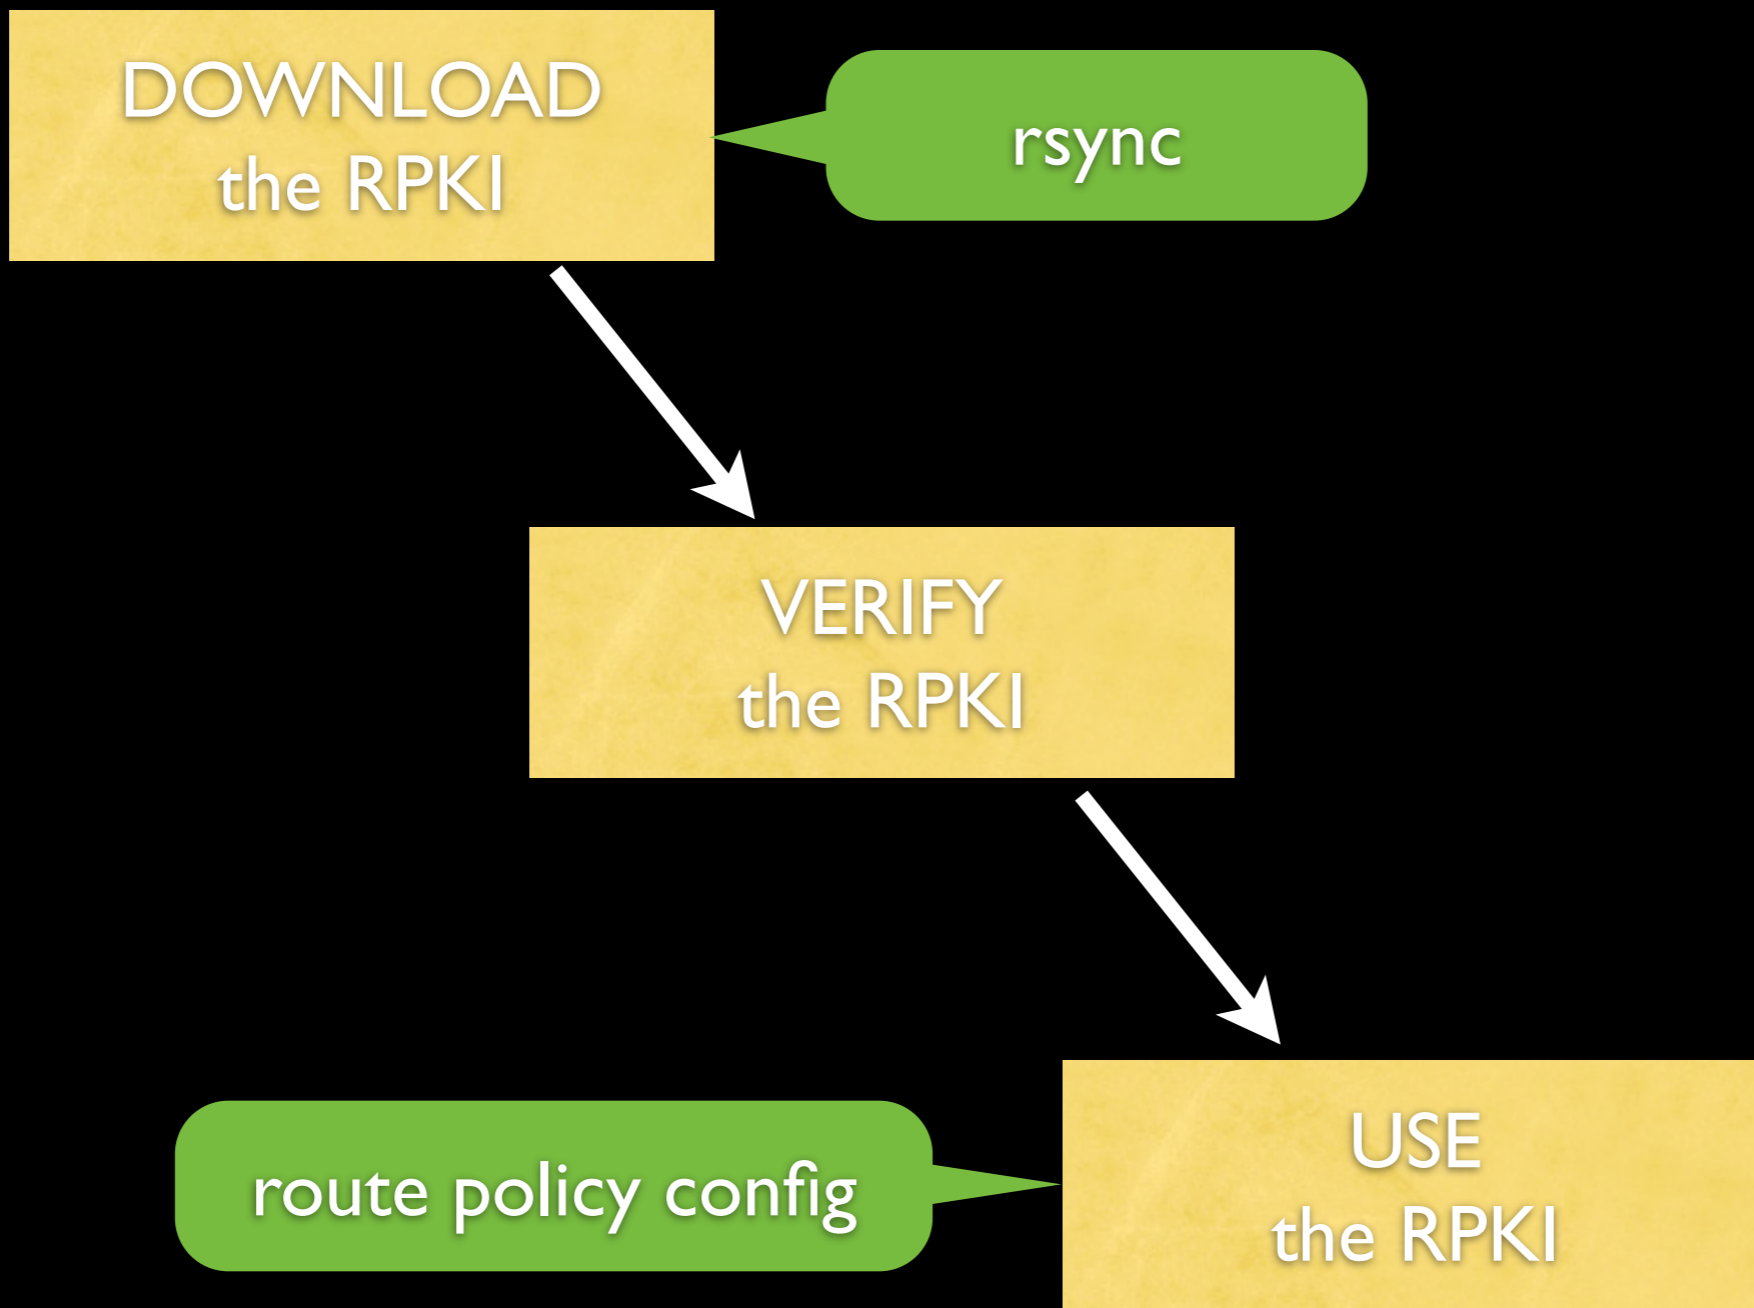 DOWNLOAD
the RPKI
rsync
VERIFY
the RPKI
route policy config
USE
the RPKI